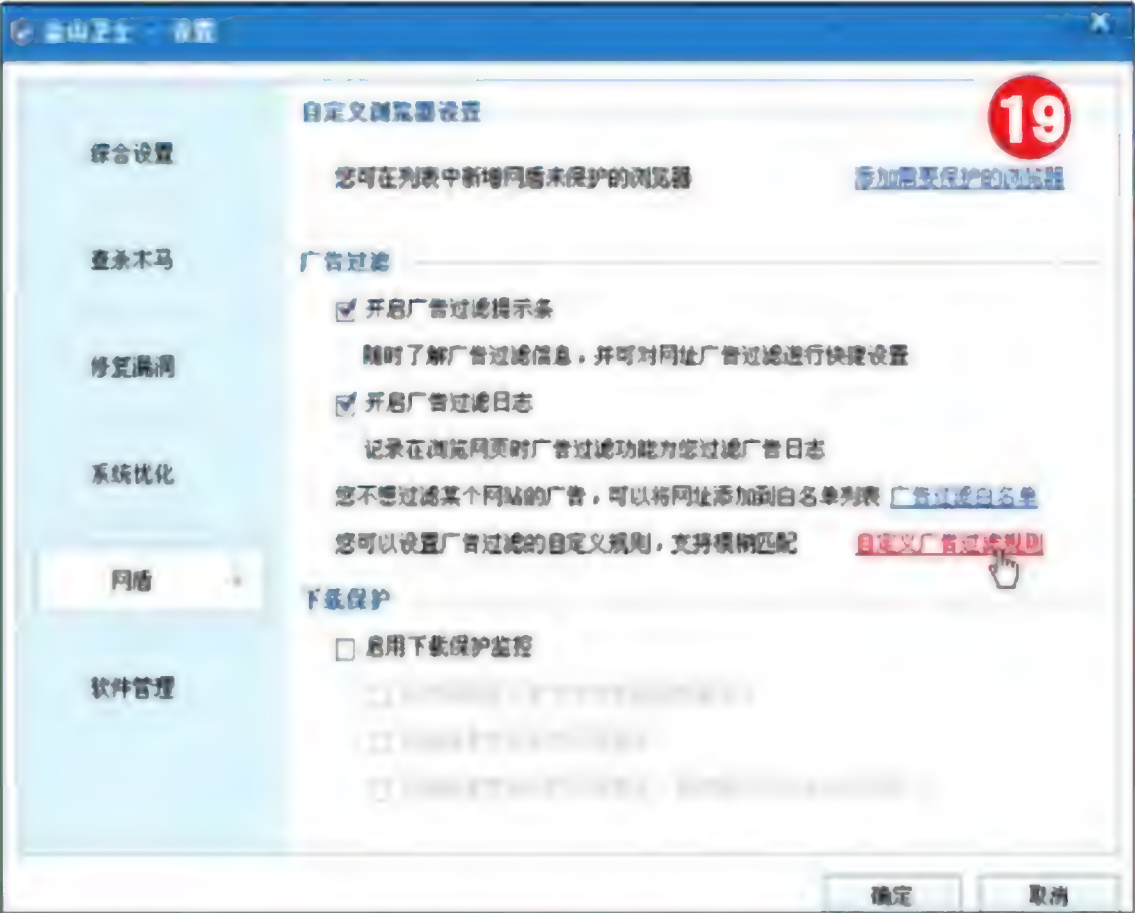 金山卫士 - 设置
19
自定义浏览器设置
综合设置
您可在列表中新增网盾未保护的浏览器
添加需要保护的浏览器
查杀木马
广告过滤
开启广告过滤提示条
随时了解广告过滤信息，并可对网址广告过滤进行快捷设置
修复漏洞
开启广告过滤日志
记录在浏览网页时广告过滤功能为您过滤广告日志
系统优化
您不想过滤某个网站的广告，可以将网址添加到白名单列表 广告过滤白名单
您可以设置广告过滤的自定义规则，支持模糊匹配 自定义广告过滤规则
网盾
下载保护
启用下载保护监控
软件管理
确定
取消